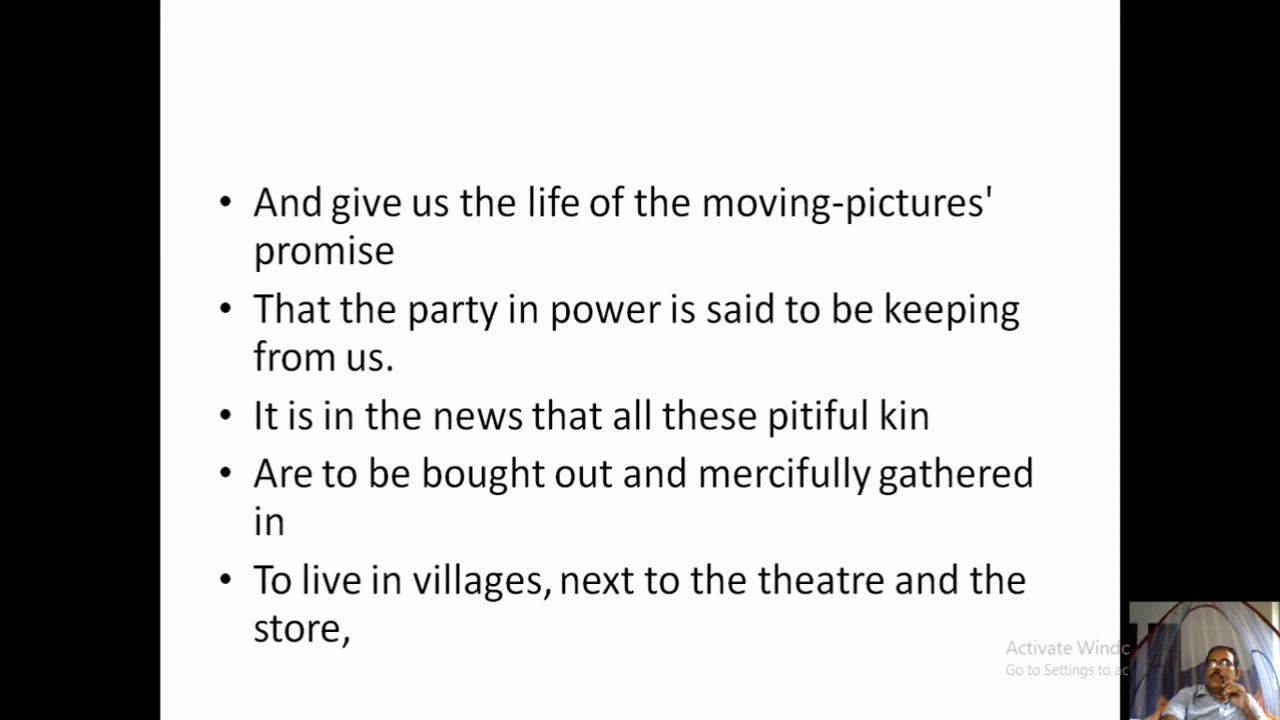 • And give us the life of the moving-pictures'
promise
• That the party in power is said to be keeping
from us.
• It is in the news that all these pitiful kin
• Are to be bought out and mercifully gathered
in
• To live in villages, next to the theatre and the
store,
Activate Windc
Go to Settings to ac